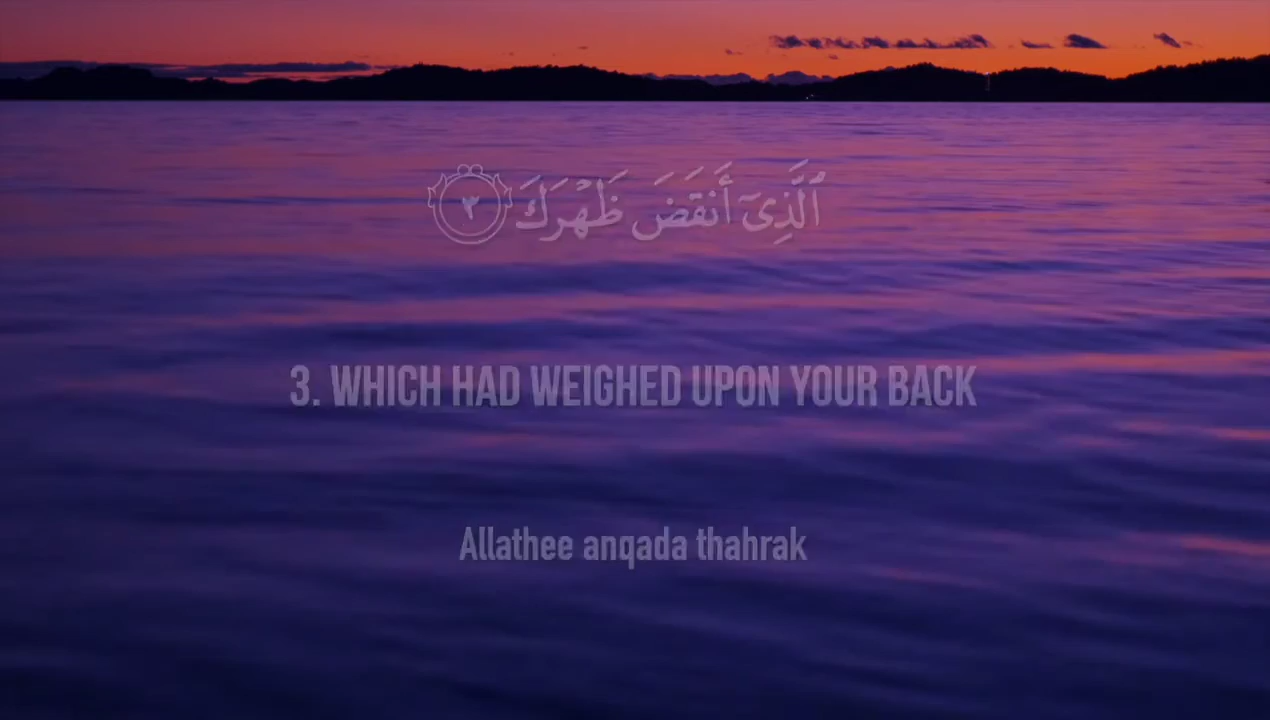 ٱلَّذِىٓ أَنقَضَ ظَهْرَكَ ٣
3. WHICH HAD WEIGHED UPON YOUR BACK
Allathee anqada thahrak